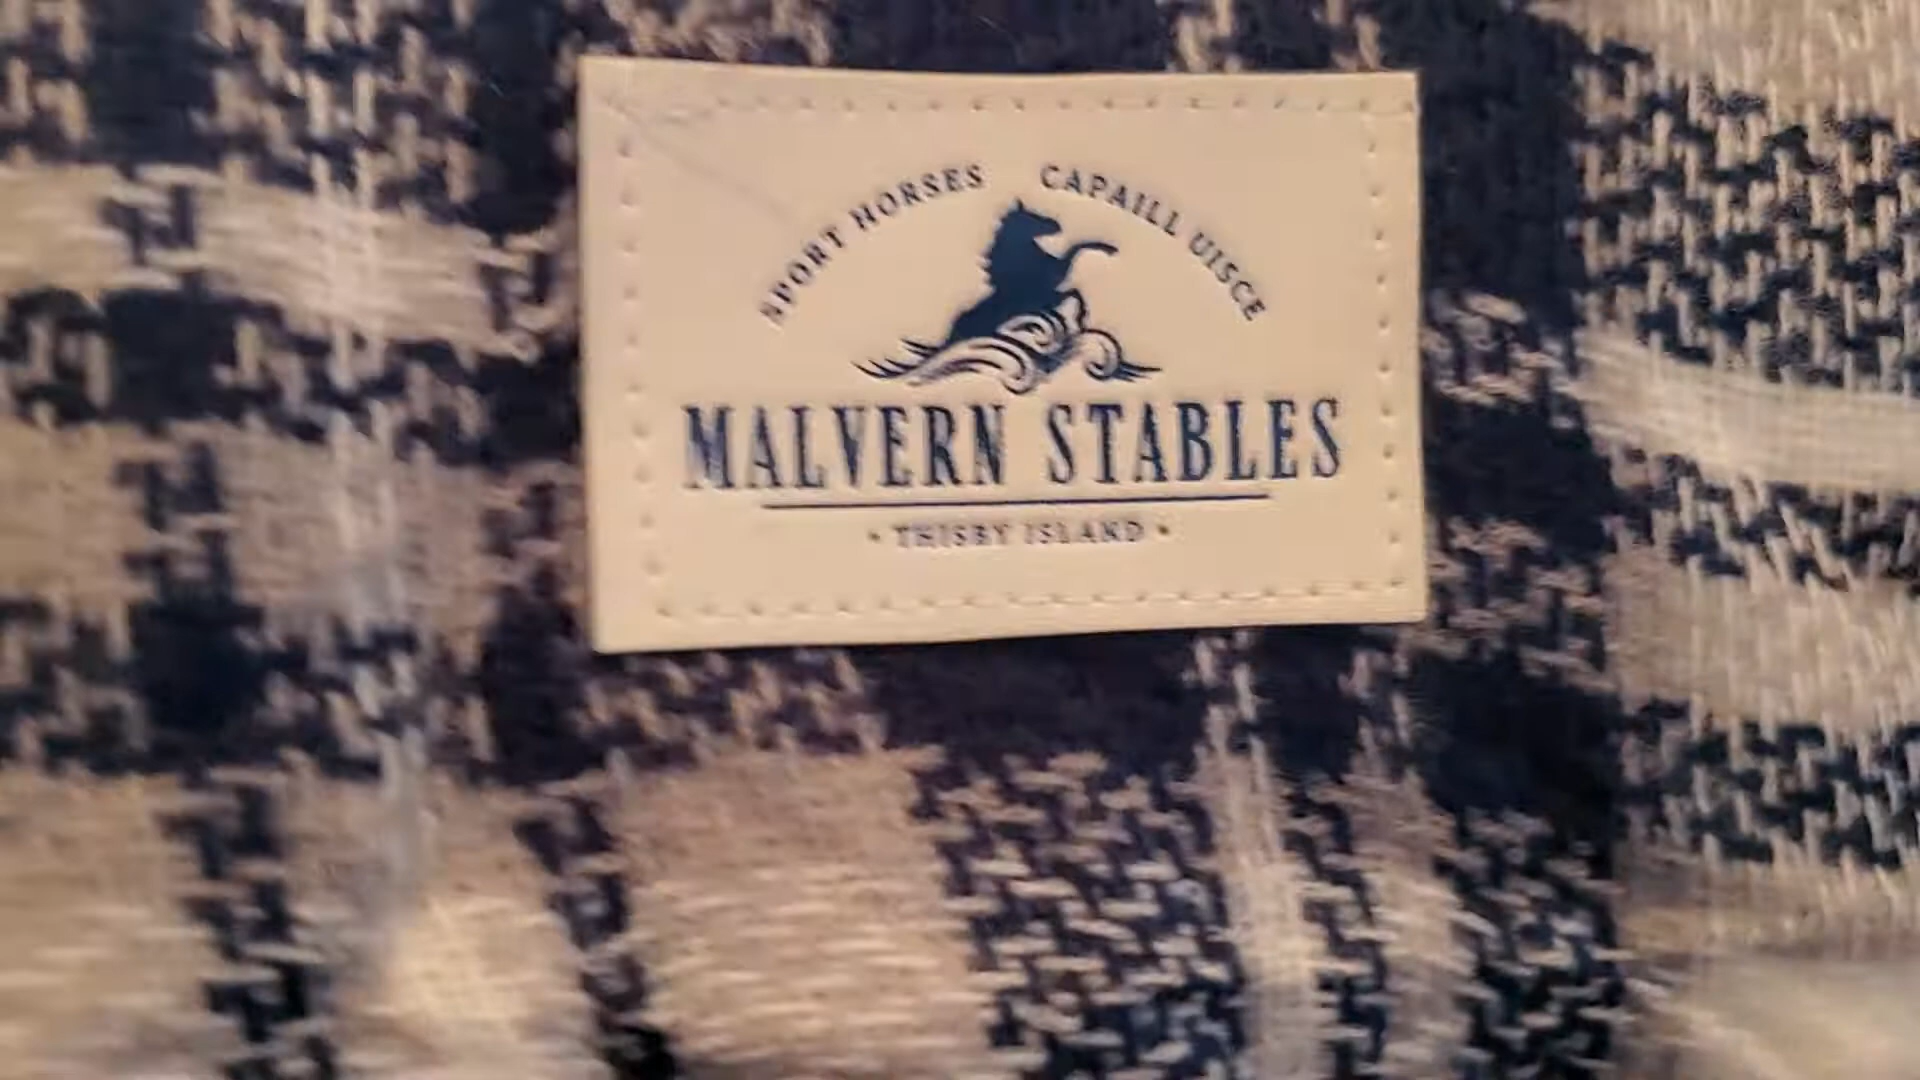 SPORT HORSES CAPAILL UISCE
MALVERN STABLES
• THISBY ISLAND •